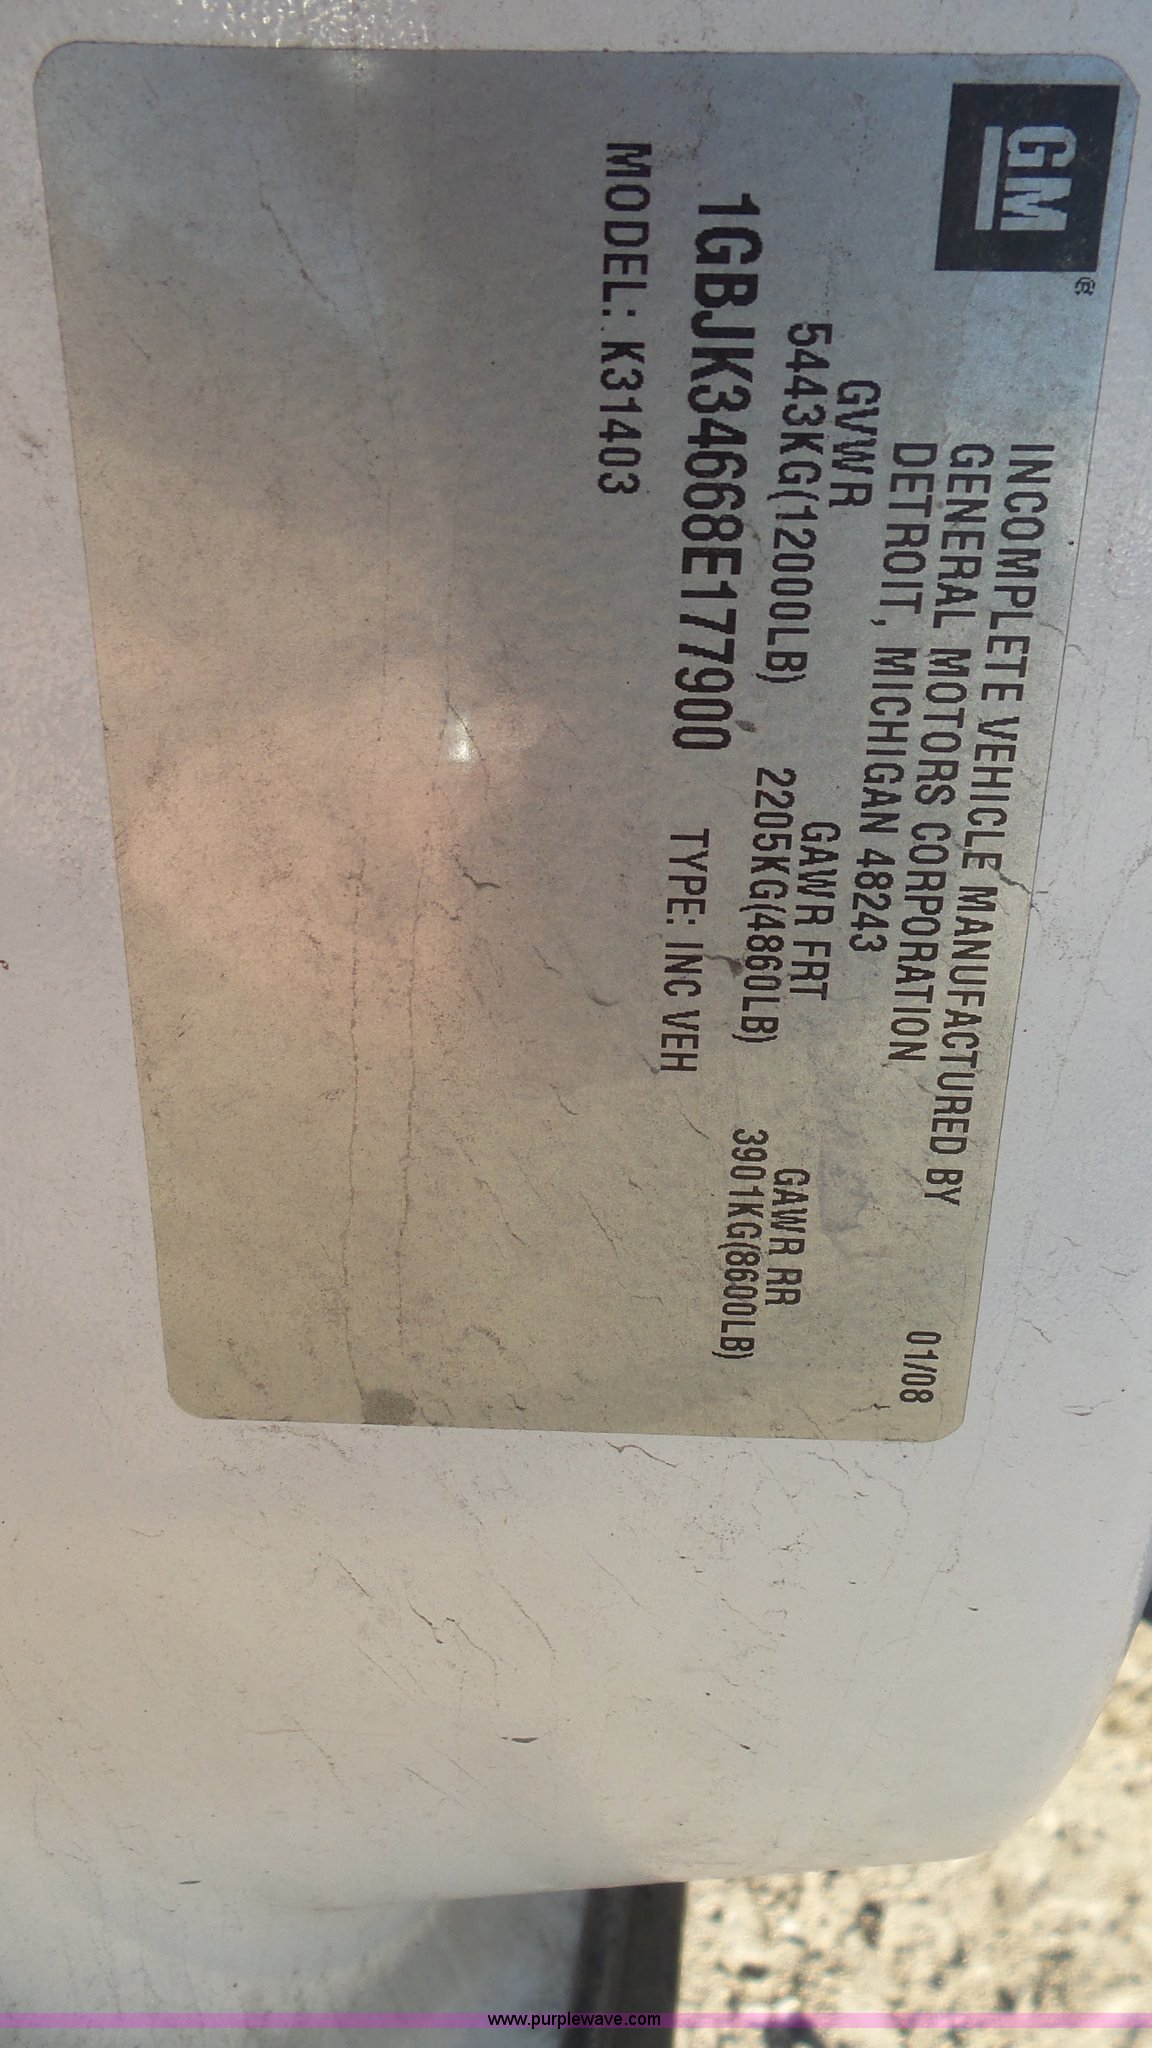 GM®
INCOMPLETE VEHICLE MANUFACTURED BY
GENERAL MOTORS CORPORATION
DETROIT, MICHIGAN 48243
01/08
GVWR GAWR FRT GAWR RR
5443KG(12000LB) 2205KG(4860LB) 3901KG(8600LB)
1GBJK34668E177900 TYPE: INC VEH
MODEL: K31403
www.purplewave.com